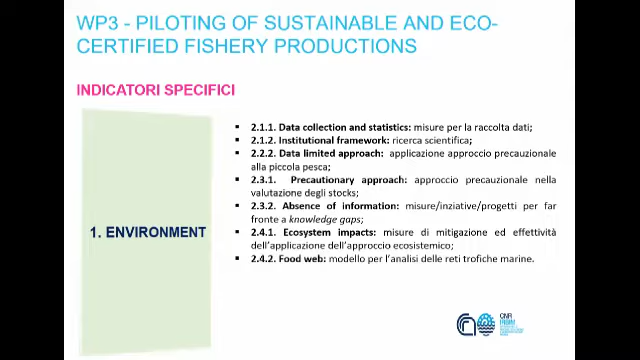 WP3 - PILOTING OF SUSTAINABLE AND ECO-
CERTIFIED FISHERY PRODUCTIONS
INDICATORI SPECIFICI
1. ENVIRONMENT
▪ 2.1.1. Data collection and statistics: misure per la raccolta dati;
▪ 2.1.2. Institutional framework: ricerca scientifica;
▪ 2.2.2. Data limited approach: applicazione approccio precauzionale
alla piccola pesca;
▪ 2.3.1. Precautionary approach: approccio precauzionale nella
valutazione degli stocks;
▪ 2.3.2. Absence of information: misure/inziative/progetti per far
fronte a knowledge gaps;
▪ 2.4.1. Ecosystem impacts: misure di mitigazione ed effettività
dell'applicazione dell'approccio ecosistemico;
▪ 2.4.2. Food web: modello per l'analisi delle reti trofiche marine.
CNR
IRBIM